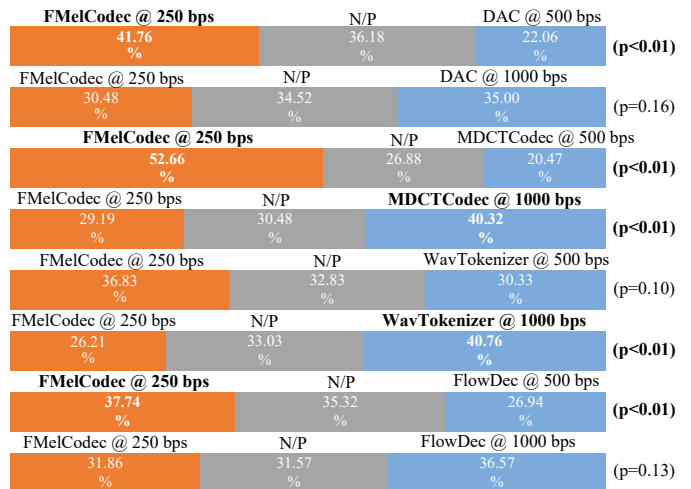 FMelCodec @ 250 bps N/P DAC @ 500 bps
41.76 % 36.18 % 22.06 % (p<0.01)
FMelCodec @ 250 bps N/P DAC @ 1000 bps
30.48 % 34.52 % 35.00 % (p=0.16)
FMelCodec @ 250 bps N/P MDCTCodec @ 500 bps
52.66 % 26.88 % 20.47 % (p<0.01)
FMelCodec @ 250 bps N/P MDCTCodec @ 1000 bps
29.19 % 30.48 % 40.32 % (p<0.01)
FMelCodec @ 250 bps N/P WavTokenizer @ 500 bps
36.83 % 32.83 % 30.33 % (p=0.10)
FMelCodec @ 250 bps N/P WavTokenizer @ 1000 bps
26.21 % 33.03 % 40.76 % (p<0.01)
FMelCodec @ 250 bps N/P FlowDec @ 500 bps
37.74 % 35.32 % 26.94 % (p<0.01)
FMelCodec @ 250 bps N/P FlowDec @ 1000 bps
31.86 % 31.57 % 36.57 % (p=0.13)